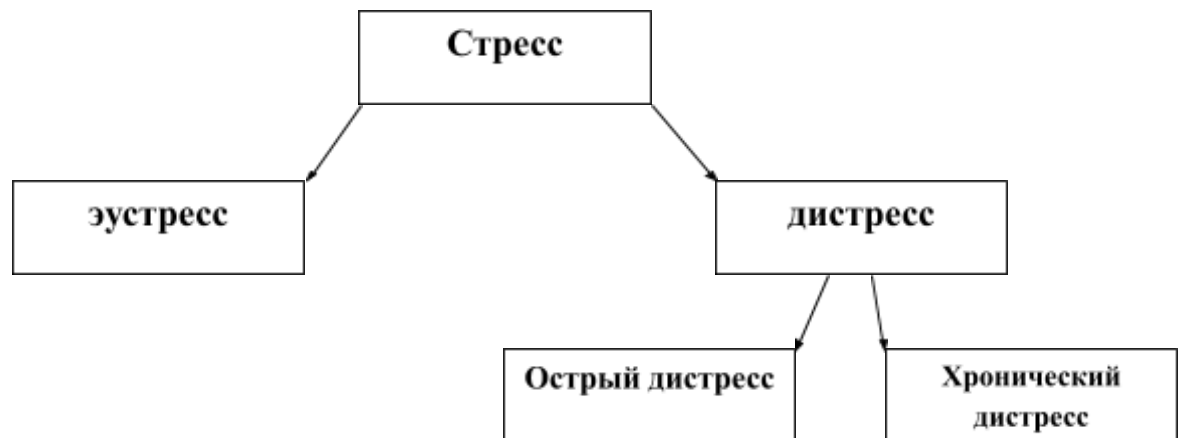 Стресс
эустресс
дистресс
Острый дистресс
Хронический
дистресс